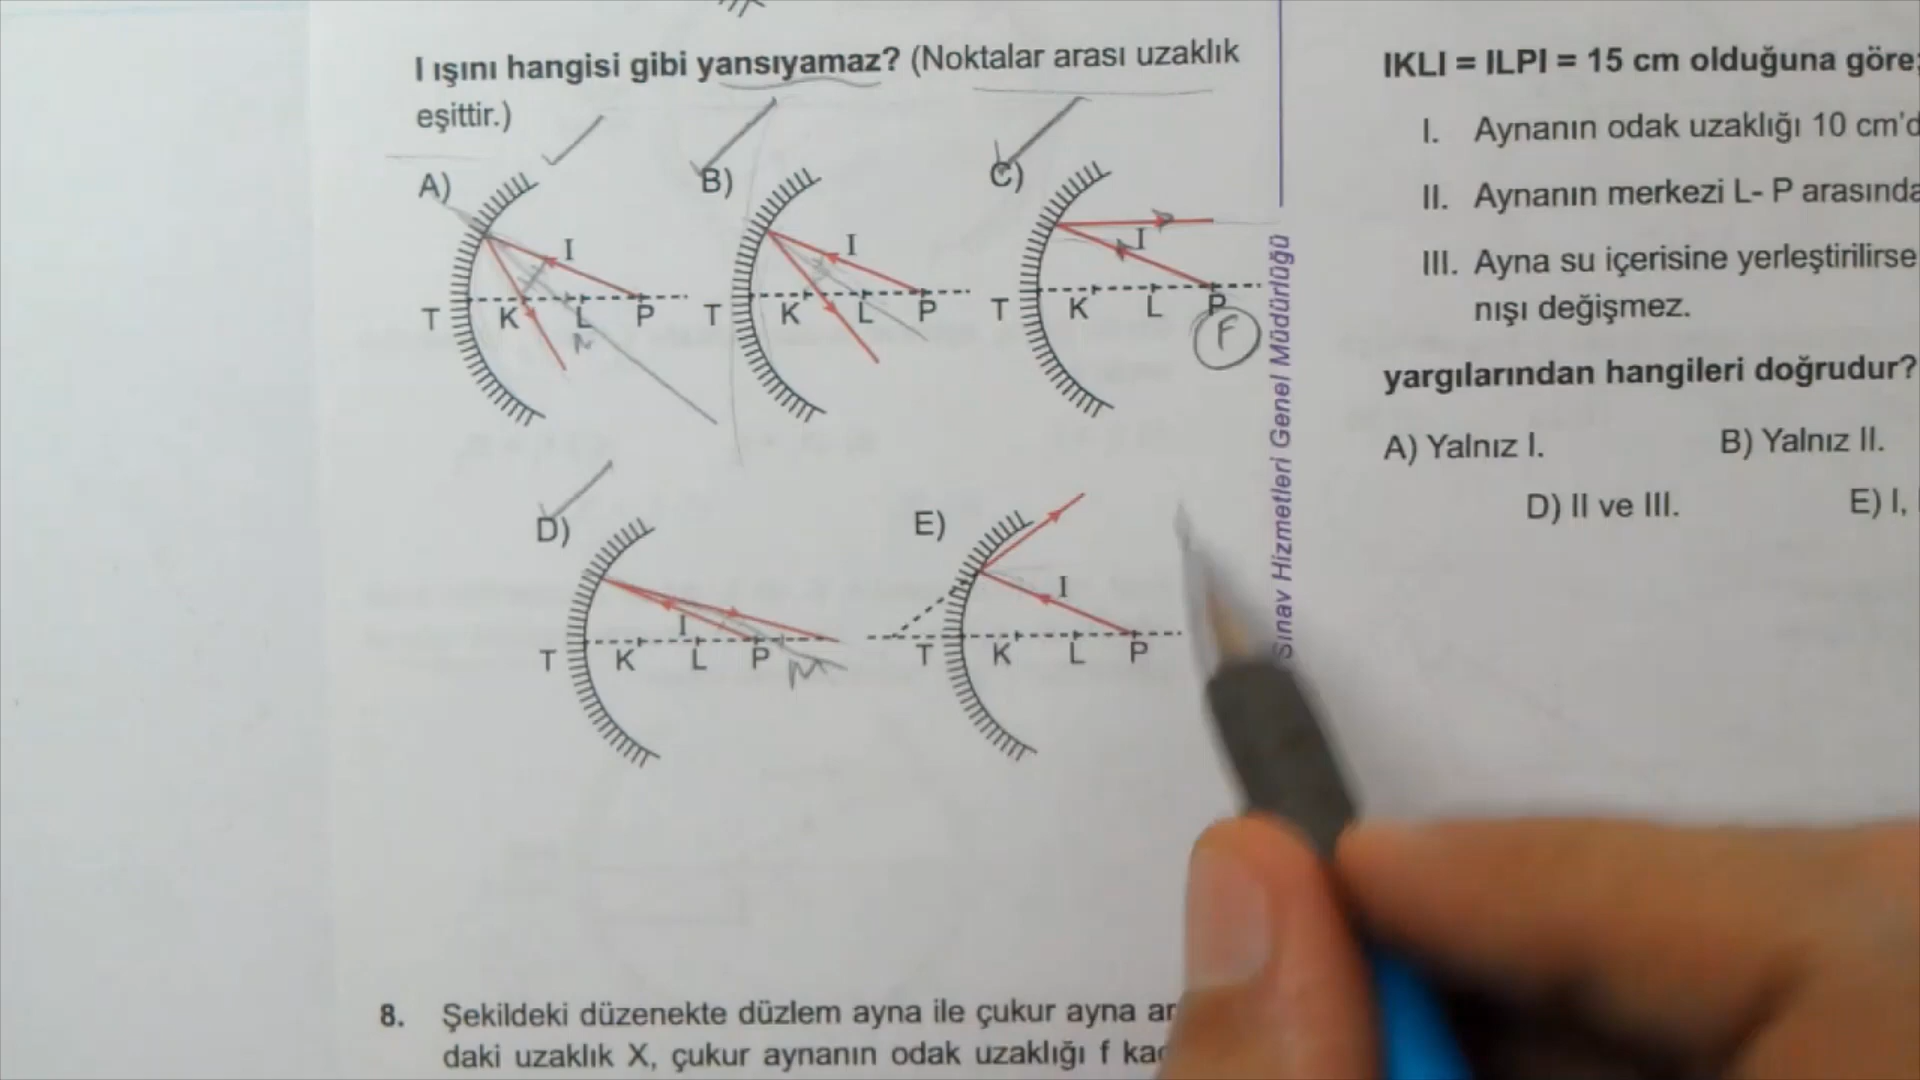 I ışını hangisi gibi yansıyamaz? (Noktalar arası uzaklık
eşittir.)
A)
I
T K L P
B)
I
T K L P
C)
I
T K L P
F
D)
I
T K L P
M
E)
I
T K L P
8. Şekildeki düzenekte düzlem ayna ile çukur ayna
daki uzaklık X, çukur aynanın odak uzaklığı f
Sınav Hizmetleri Genel Müdürlüğü
IKLI = ILPI = 15 cm olduğuna göre;
I. Aynanın odak uzaklığı 10 cm'd
II. Aynanın merkezi L- P arasında
III. Ayna su içerisine yerleştirilirse
nışı değişmez.
yargılarından hangileri doğrudur?
A) Yalnız I.
B) Yalnız II.
D) II ve III.
E) I,